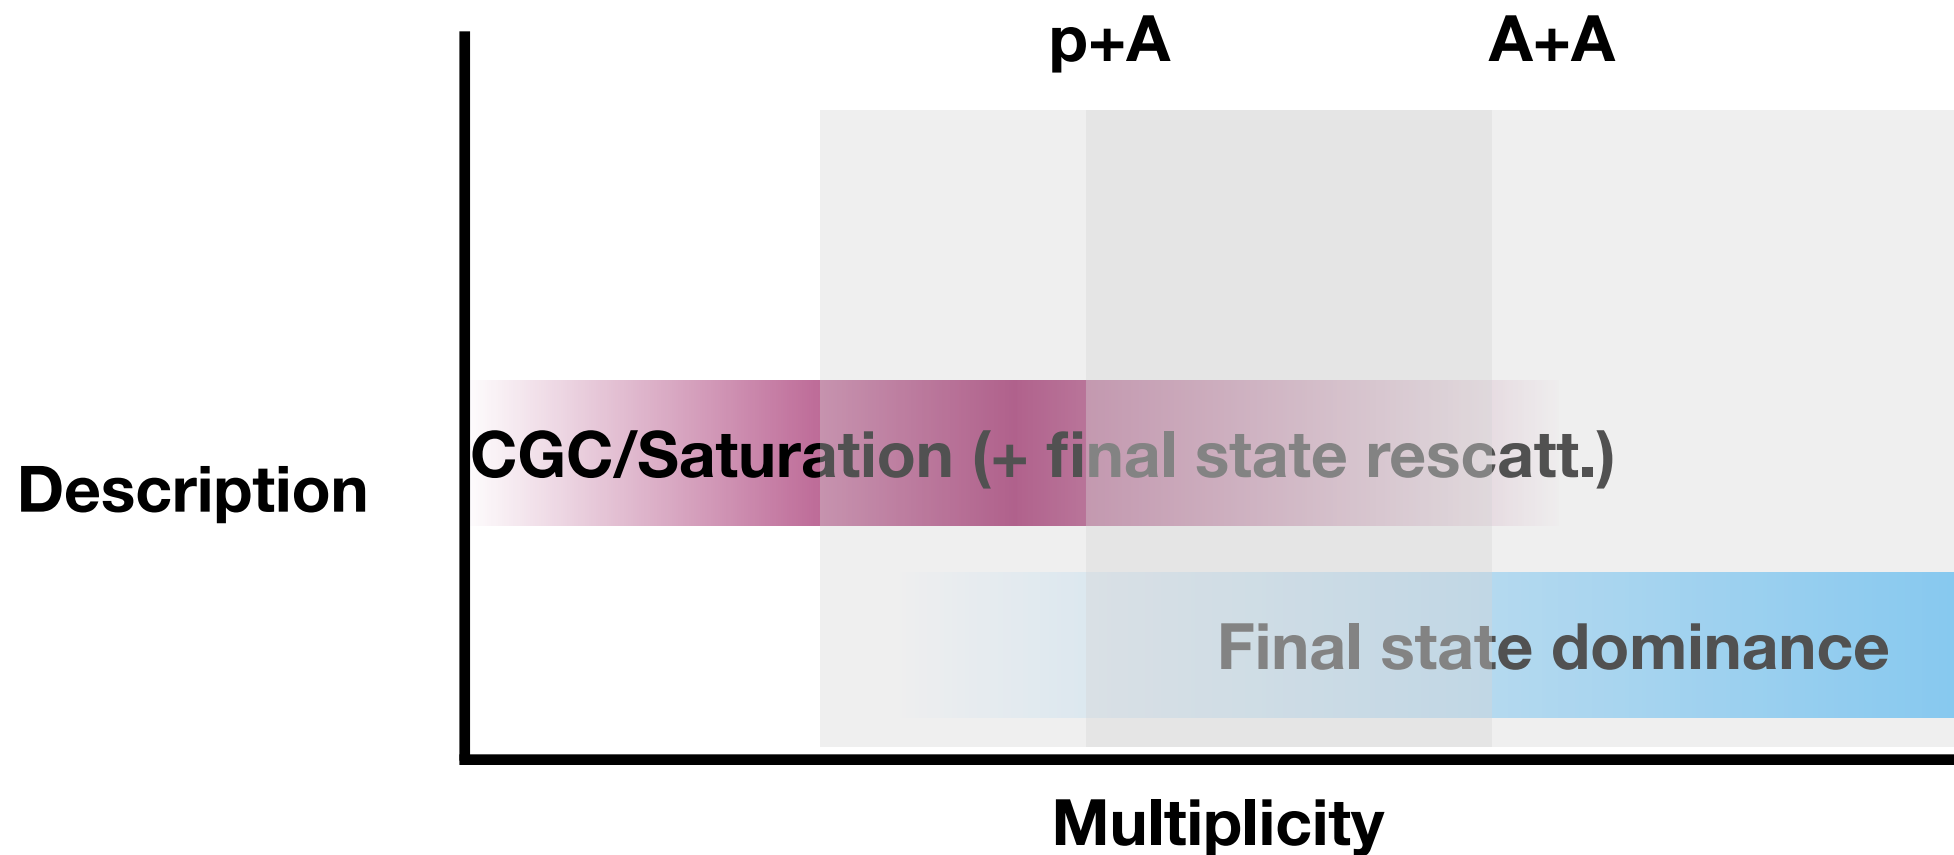 p+A
A+A
CGC/Saturation (+ final state rescatt.)
Description
Final state dominance
Multiplicity